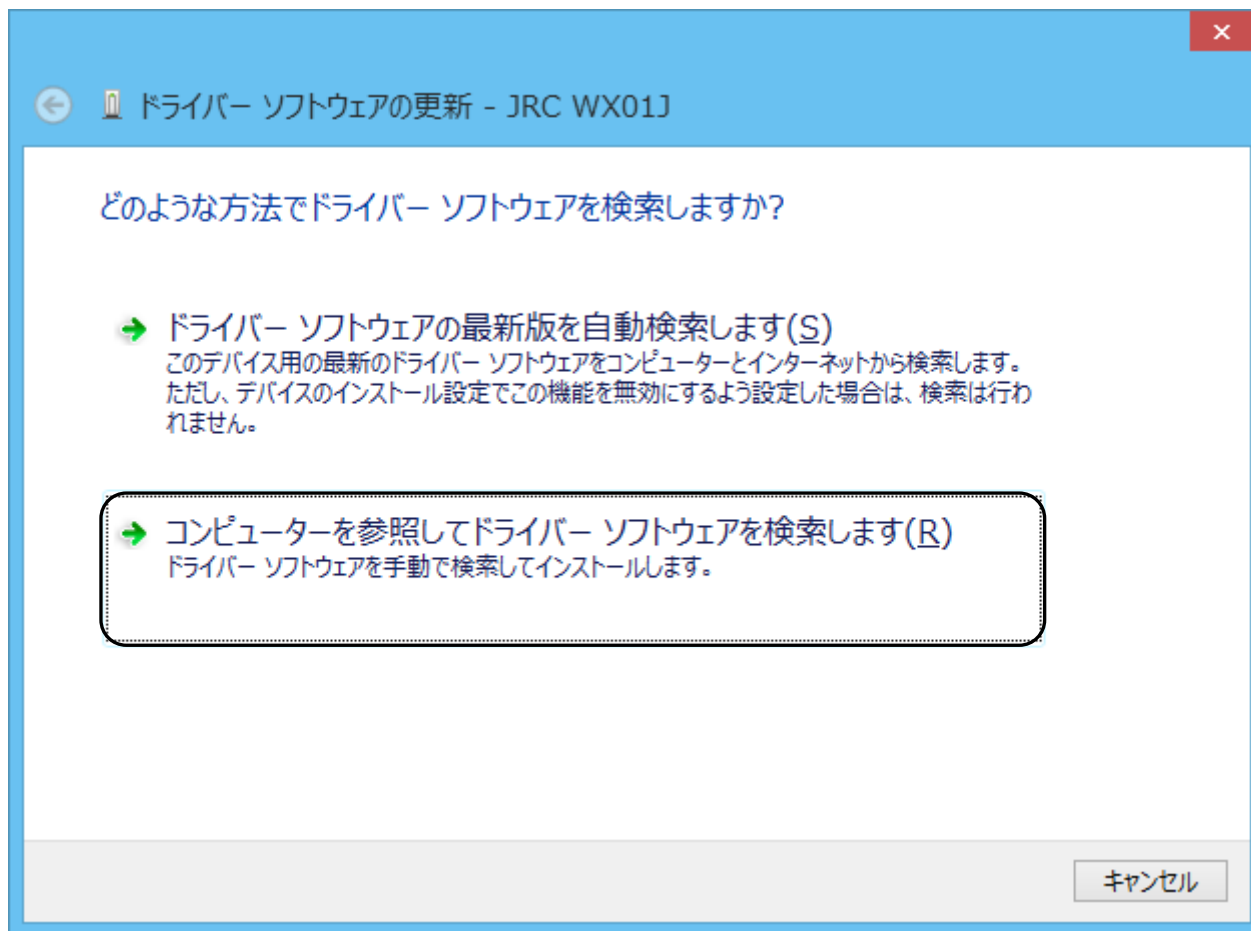 ドライバー ソフトウェアの更新 - JRC WX01J
どのような方法でドライバー ソフトウェアを検索しますか?
ドライバー ソフトウェアの最新版を自動検索します(S)
このデバイス用の最新のドライバー ソフトウェアをコンピューターとインターネットから検索します。
ただし、デバイスのインストール設定でこの機能を無効にするよう設定した場合は、検索は行わ
れません。
コンピューターを参照してドライバー ソフトウェアを検索します(R)
ドライバー ソフトウェアを手動で検索してインストールします。
キャンセル